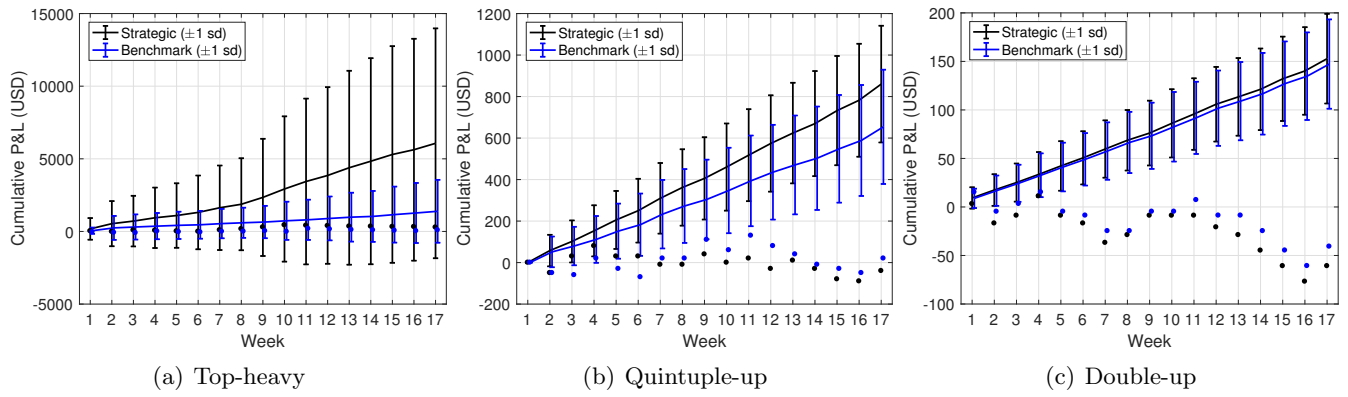 Cumulative P&L (USD)
15000
10000
5000
0
-5000
Strategic (±1 sd)
Benchmark (±1 sd)
1 2 3 4 5 6 7 8 9 10 11 12 13 14 15 16 17
Week
(a) Top-heavy
Cumulative P&L (USD)
1200
1000
800
600
400
200
0
-200
Strategic (±1 sd)
Benchmark (±1 sd)
1 2 3 4 5 6 7 8 9 10 11 12 13 14 15 16 17
Week
(b) Quintuple-up
Cumulative P&L (USD)
200
150
100
50
0
-50
-100
Strategic (±1 sd)
Benchmark (±1 sd)
1 2 3 4 5 6 7 8 9 10 11 12 13 14 15 16 17
Week
(c) Double-up